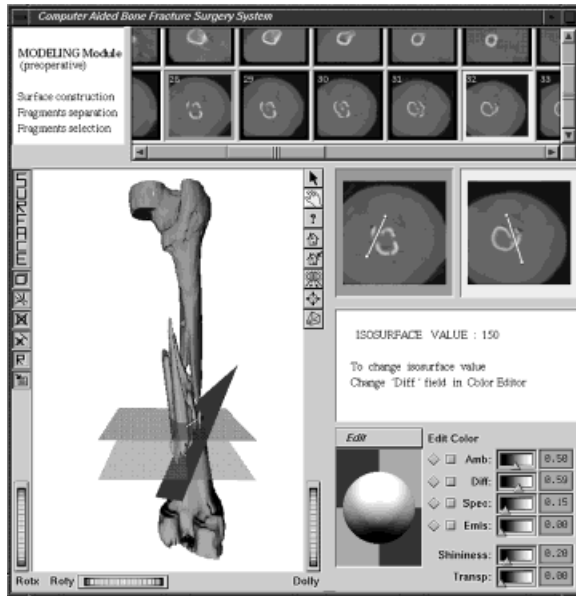 Computer Aided Bone Fracture Surgery System
MODELING Module
(preoperative)
Surface construction
Fragments separation
Fragments selection
28
29
30
31
32
33
SURFACE
?
R
ISOSURFACE VALUE : 150
To change isosurface value
Change 'Diff' field in Color Editor
Edit
Edit Color
Amb: 0.50
Diff: 0.59
Spec: 0.15
Emis: 0.00
Shininess: 0.20
Transp: 0.00
Rotx Roty Dolly